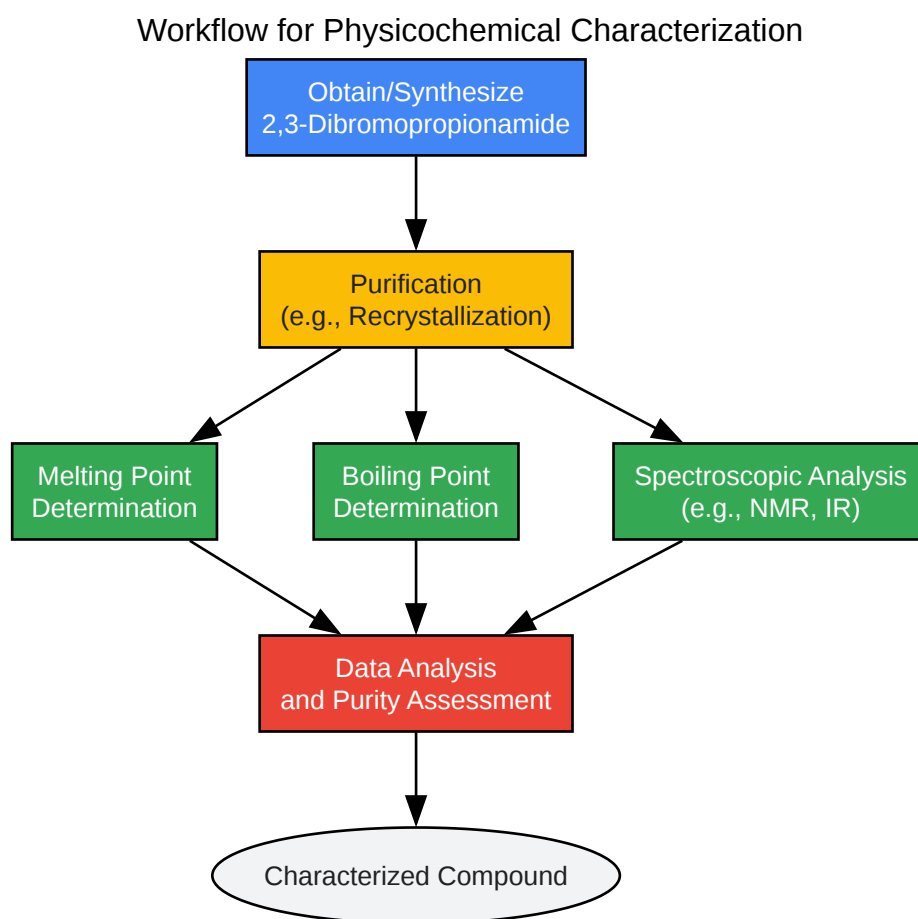 Workflow for Physicochemical Characterization
Obtain/Synthesize
2,3-Dibromopropionamide
Purification
(e.g., Recrystallization)
Melting Point
Determination
Boiling Point
Determination
Spectroscopic Analysis
(e.g., NMR, IR)
Data Analysis
and Purity Assessment
Characterized Compound